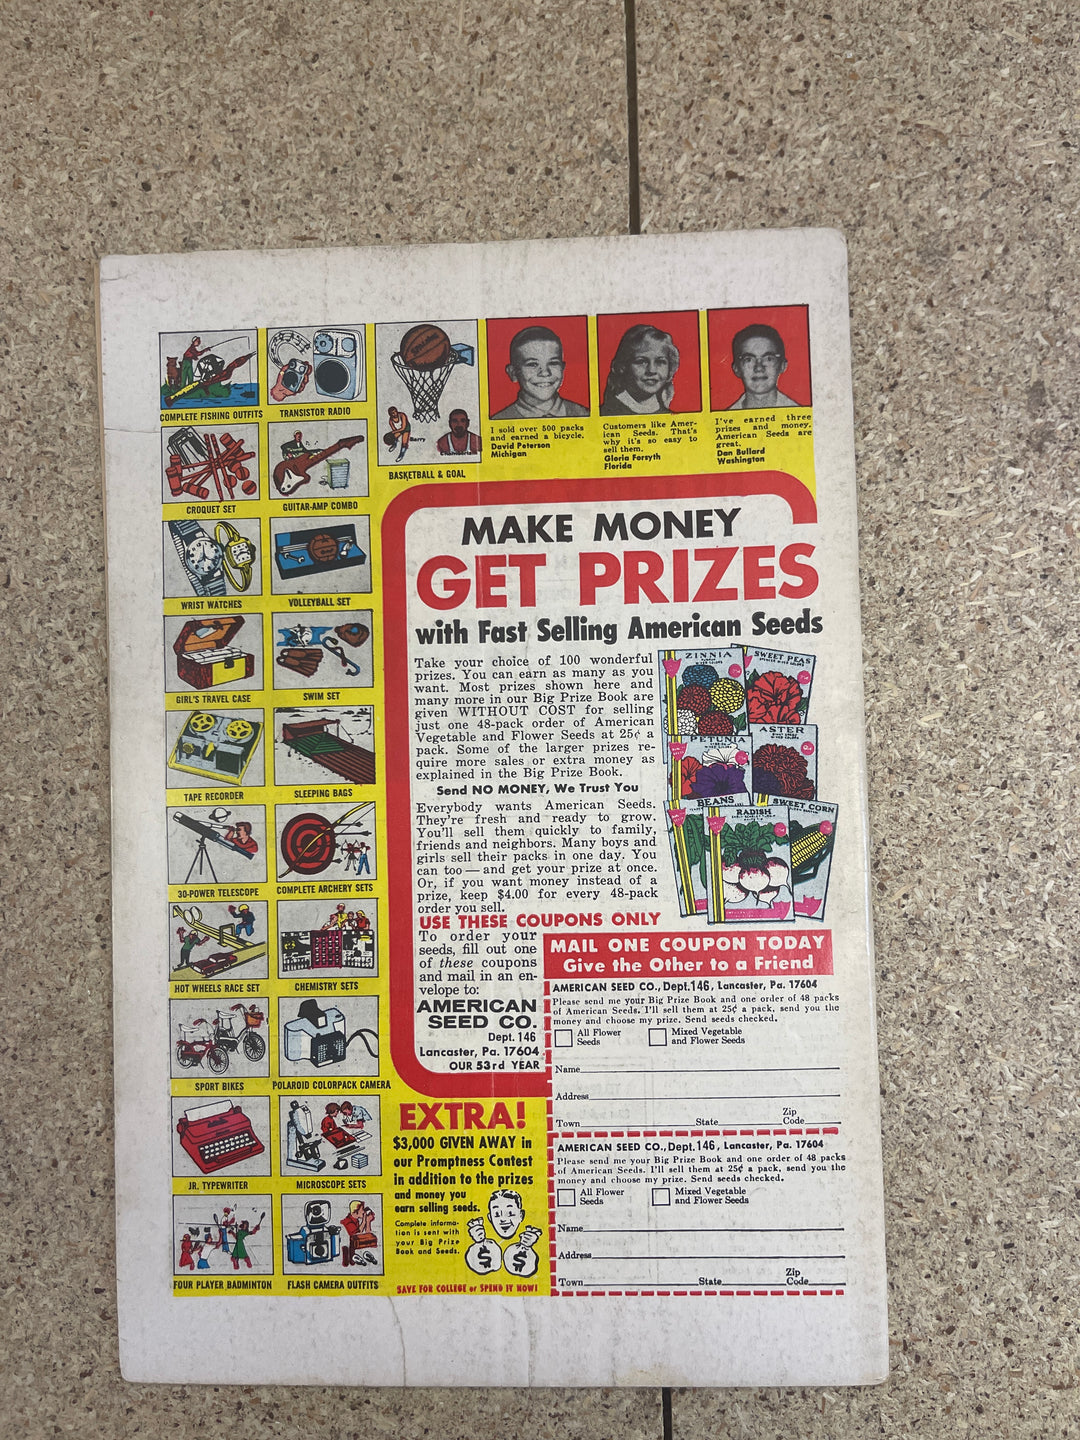 COMPLETE FISHING OUTFITS
TRANSISTOR RADIO
CROQUET SET
GUITAR-AMP COMBO
WRIST WATCHES
VOLLEYBALL SET
GIRL'S TRAVEL CASE
SWIM SET
TAPE RECORDER
SLEEPING BAGS
30-POWER TELESCOPE
COMPLETE ARCHERY SETS
HOT WHEELS RACE SET
CHEMISTRY SETS
SPORT BIKES
POLAROID COLORPACK CAMERA
JR. TYPEWRITER
MICROSCOPE SETS
FOUR PLAYER BADMINTON
FLASH CAMERA OUTFITS
Barry
Chamberlain
BASKETBALL & GOAL
I sold over 500 packs
and earned a bicycle.
David Peterson
Michigan
Customers like Amer-
ican Seeds. That's
why it's so easy to
sell them.
Gloria Forsyth
Florida
I've earned three
prizes and money.
American Seeds are
great.
Dan Bullard
Washington
MAKE MONEY
GET PRIZES
with Fast Selling American Seeds
Take your choice of 100 wonderful
prizes. You can earn as many as you
want. Most prizes shown here and
many more in our Big Prize Book are
given WITHOUT COST for selling
just one 48-pack order of American
Vegetable and Flower Seeds at 25¢ a
pack. Some of the larger prizes re-
quire more sales or extra money as
explained in the Big Prize Book.
Send NO MONEY, We Trust You
Everybody wants American Seeds.
They're fresh and ready to grow.
You'll sell them quickly to family,
friends and neighbors. Many boys and
girls sell their packs in one day. You
can too — and get your prize at once.
Or, if you want money instead of a
prize, keep $4.00 for every 48-pack
order you sell.
ZINNIA
SWEET PEAS
PETUNIA
ASTER
BEANS
RADISH
SWEET CORN
USE THESE COUPONS ONLY
To order your
seeds, fill out one
of these coupons
and mail in an en-
velope to:
AMERICAN
SEED CO.
Dept. 146
Lancaster, Pa. 17604
OUR 53rd YEAR
MAIL ONE COUPON TODAY
Give the Other to a Friend
AMERICAN SEED CO., Dept. 146, Lancaster, Pa. 17604
Please send me your Big Prize Book and one order of 48 packs
of American Seeds. I'll sell them at 25¢ a pack, send you the
money and choose my prize. Send seeds checked.
All Flower
Seeds
Mixed Vegetable
and Flower Seeds
Name
Address
Town State Zip Code
AMERICAN SEED CO., Dept. 146, Lancaster, Pa. 17604
Please send me your Big Prize Book and one order of 48 packs
of American Seeds. I'll sell them at 25¢ a pack, send you the
money and choose my prize. Send seeds checked.
All Flower
Seeds
Mixed Vegetable
and Flower Seeds
Name
Address
Town State Zip Code
EXTRA!
$3,000 GIVEN AWAY in
our Promptness Contest
in addition to the prizes
and money you
earn selling seeds.
Complete informa-
tion is sent with
your Big Prize
Book and Seeds.
$ $
SAVE FOR COLLEGE or SPEND IT NOW!